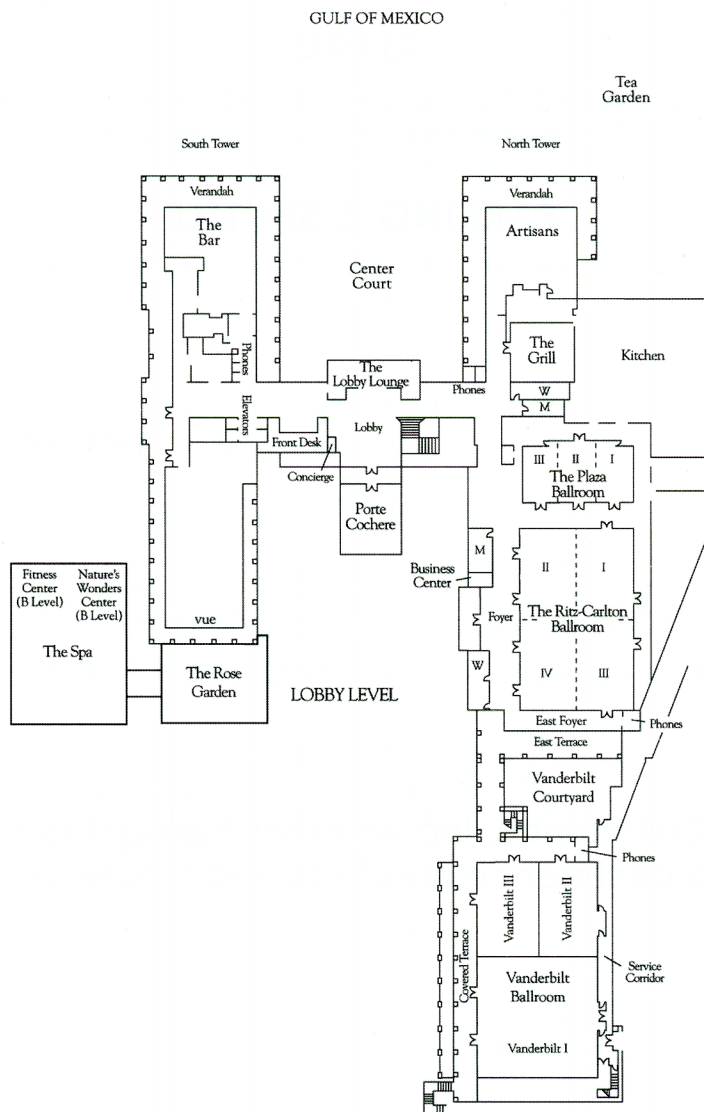 GULF OF MEXICO
Tea
Garden
South Tower
North Tower
Verandah
Verandah
The
Bar
Artisans
Center
Court
The
Grill
Kitchen
Phones
The
Lobby Lounge
Phones
W
M
Elevators
Front Desk
Lobby
Concierge
III
II
I
The Plaza
Ballroom
Porte
Cochere
M
Business
Center
II
I
Fitness
Center
(B Level)
Nature's
Wonders
Center
(B Level)
Foyer
The Ritz-Carlton
Ballroom
vue
The Spa
W
IV
III
The Rose
Garden
LOBBY LEVEL
East Foyer
Phones
East Terrace
Vanderbilt
Courtyard
Phones
Vanderbilt III
Vanderbilt II
Covered Terrace
Service
Corridor
Vanderbilt
Ballroom
Vanderbilt I